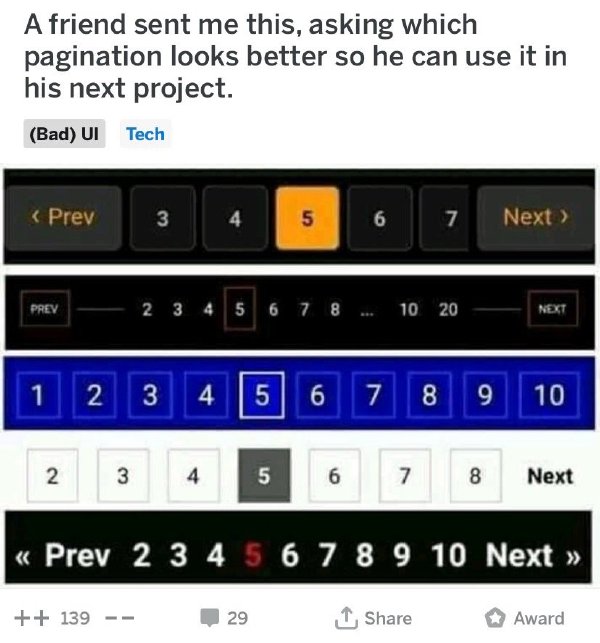 A friend sent me this, asking which
pagination looks better so he can use it in
his next project.
(Bad) UI Tech
‹ Prev 3 4 5 6 7 Next ›
PREV 2 3 4 5 6 7 8 ... 10 20 NEXT
1 2 3 4 5 6 7 8 9 10
2 3 4 5 6 7 8 Next
« Prev 2 3 4 5 6 7 8 9 10 Next »
++ 139 -- 29 Share Award